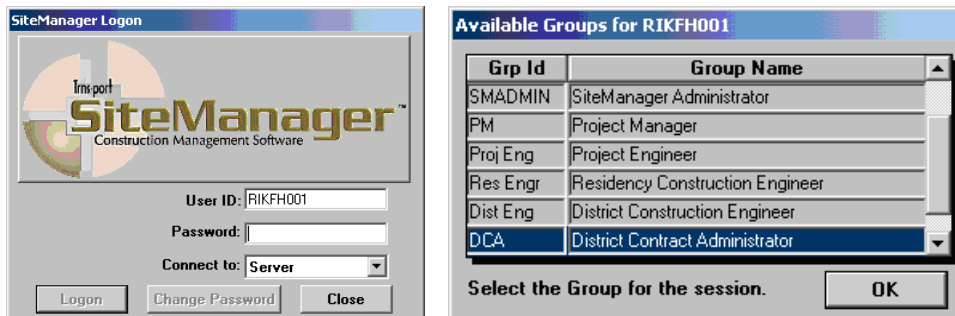 SiteManager Logon
Trns·port
SiteManager™
Construction Management Software
User ID: RIKFH001
Password:
Connect to: Server
Logon Change Password Close
Available Groups for RIKFH001
Grp Id Group Name
SMADMIN SiteManager Administrator
PM Project Manager
Proj Eng Project Engineer
Res Engr Residency Construction Engineer
Dist Eng District Construction Engineer
DCA District Contract Administrator
Select the Group for the session. OK